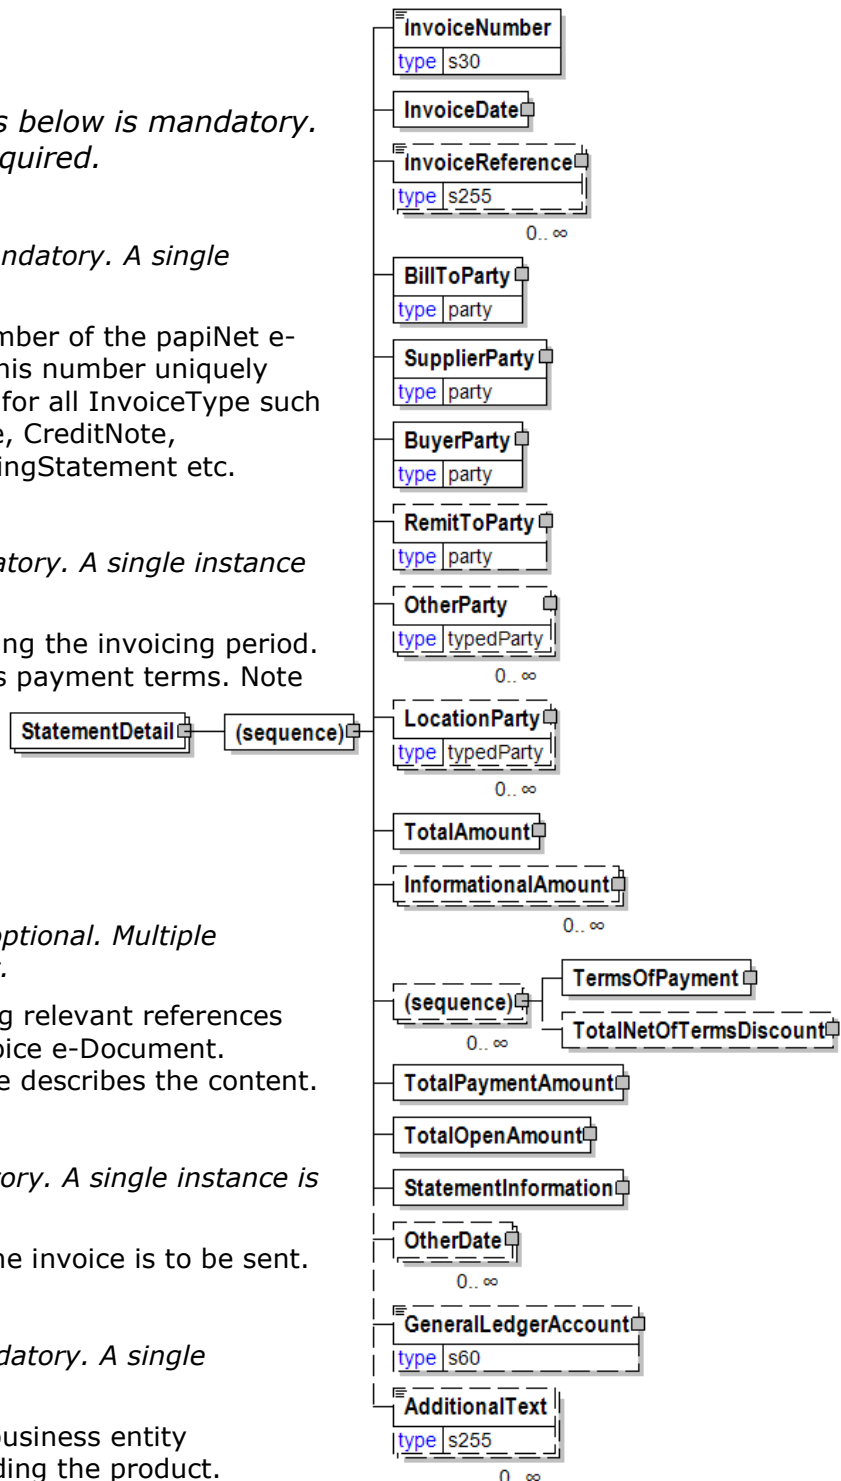 s below is mandatory.
quired.
ndatory. A single
mber of the papiNet e-
his number uniquely
for all InvoiceType such
e, CreditNote,
ingStatement etc.
atory. A single instance
ing the invoicing period.
s payment terms. Note
ptional. Multiple
.
g relevant references
oice e-Document.
e describes the content.
tory. A single instance is
he invoice is to be sent.
datory. A single
business entity
ding the product.
StatementDetail
(sequence)
InvoiceNumber
type s30
InvoiceDate
InvoiceReference
type s255
0.. ∞
BillToParty
type party
SupplierParty
type party
BuyerParty
type party
RemitToParty
type party
OtherParty
type typedParty
0.. ∞
LocationParty
type typedParty
0.. ∞
TotalAmount
InformationalAmount
0.. ∞
(sequence)
0.. ∞
TermsOfPayment
TotalNetOfTermsDiscount
TotalPaymentAmount
TotalOpenAmount
StatementInformation
OtherDate
0.. ∞
GeneralLedgerAccount
type s60
AdditionalText
type s255
0.. ∞